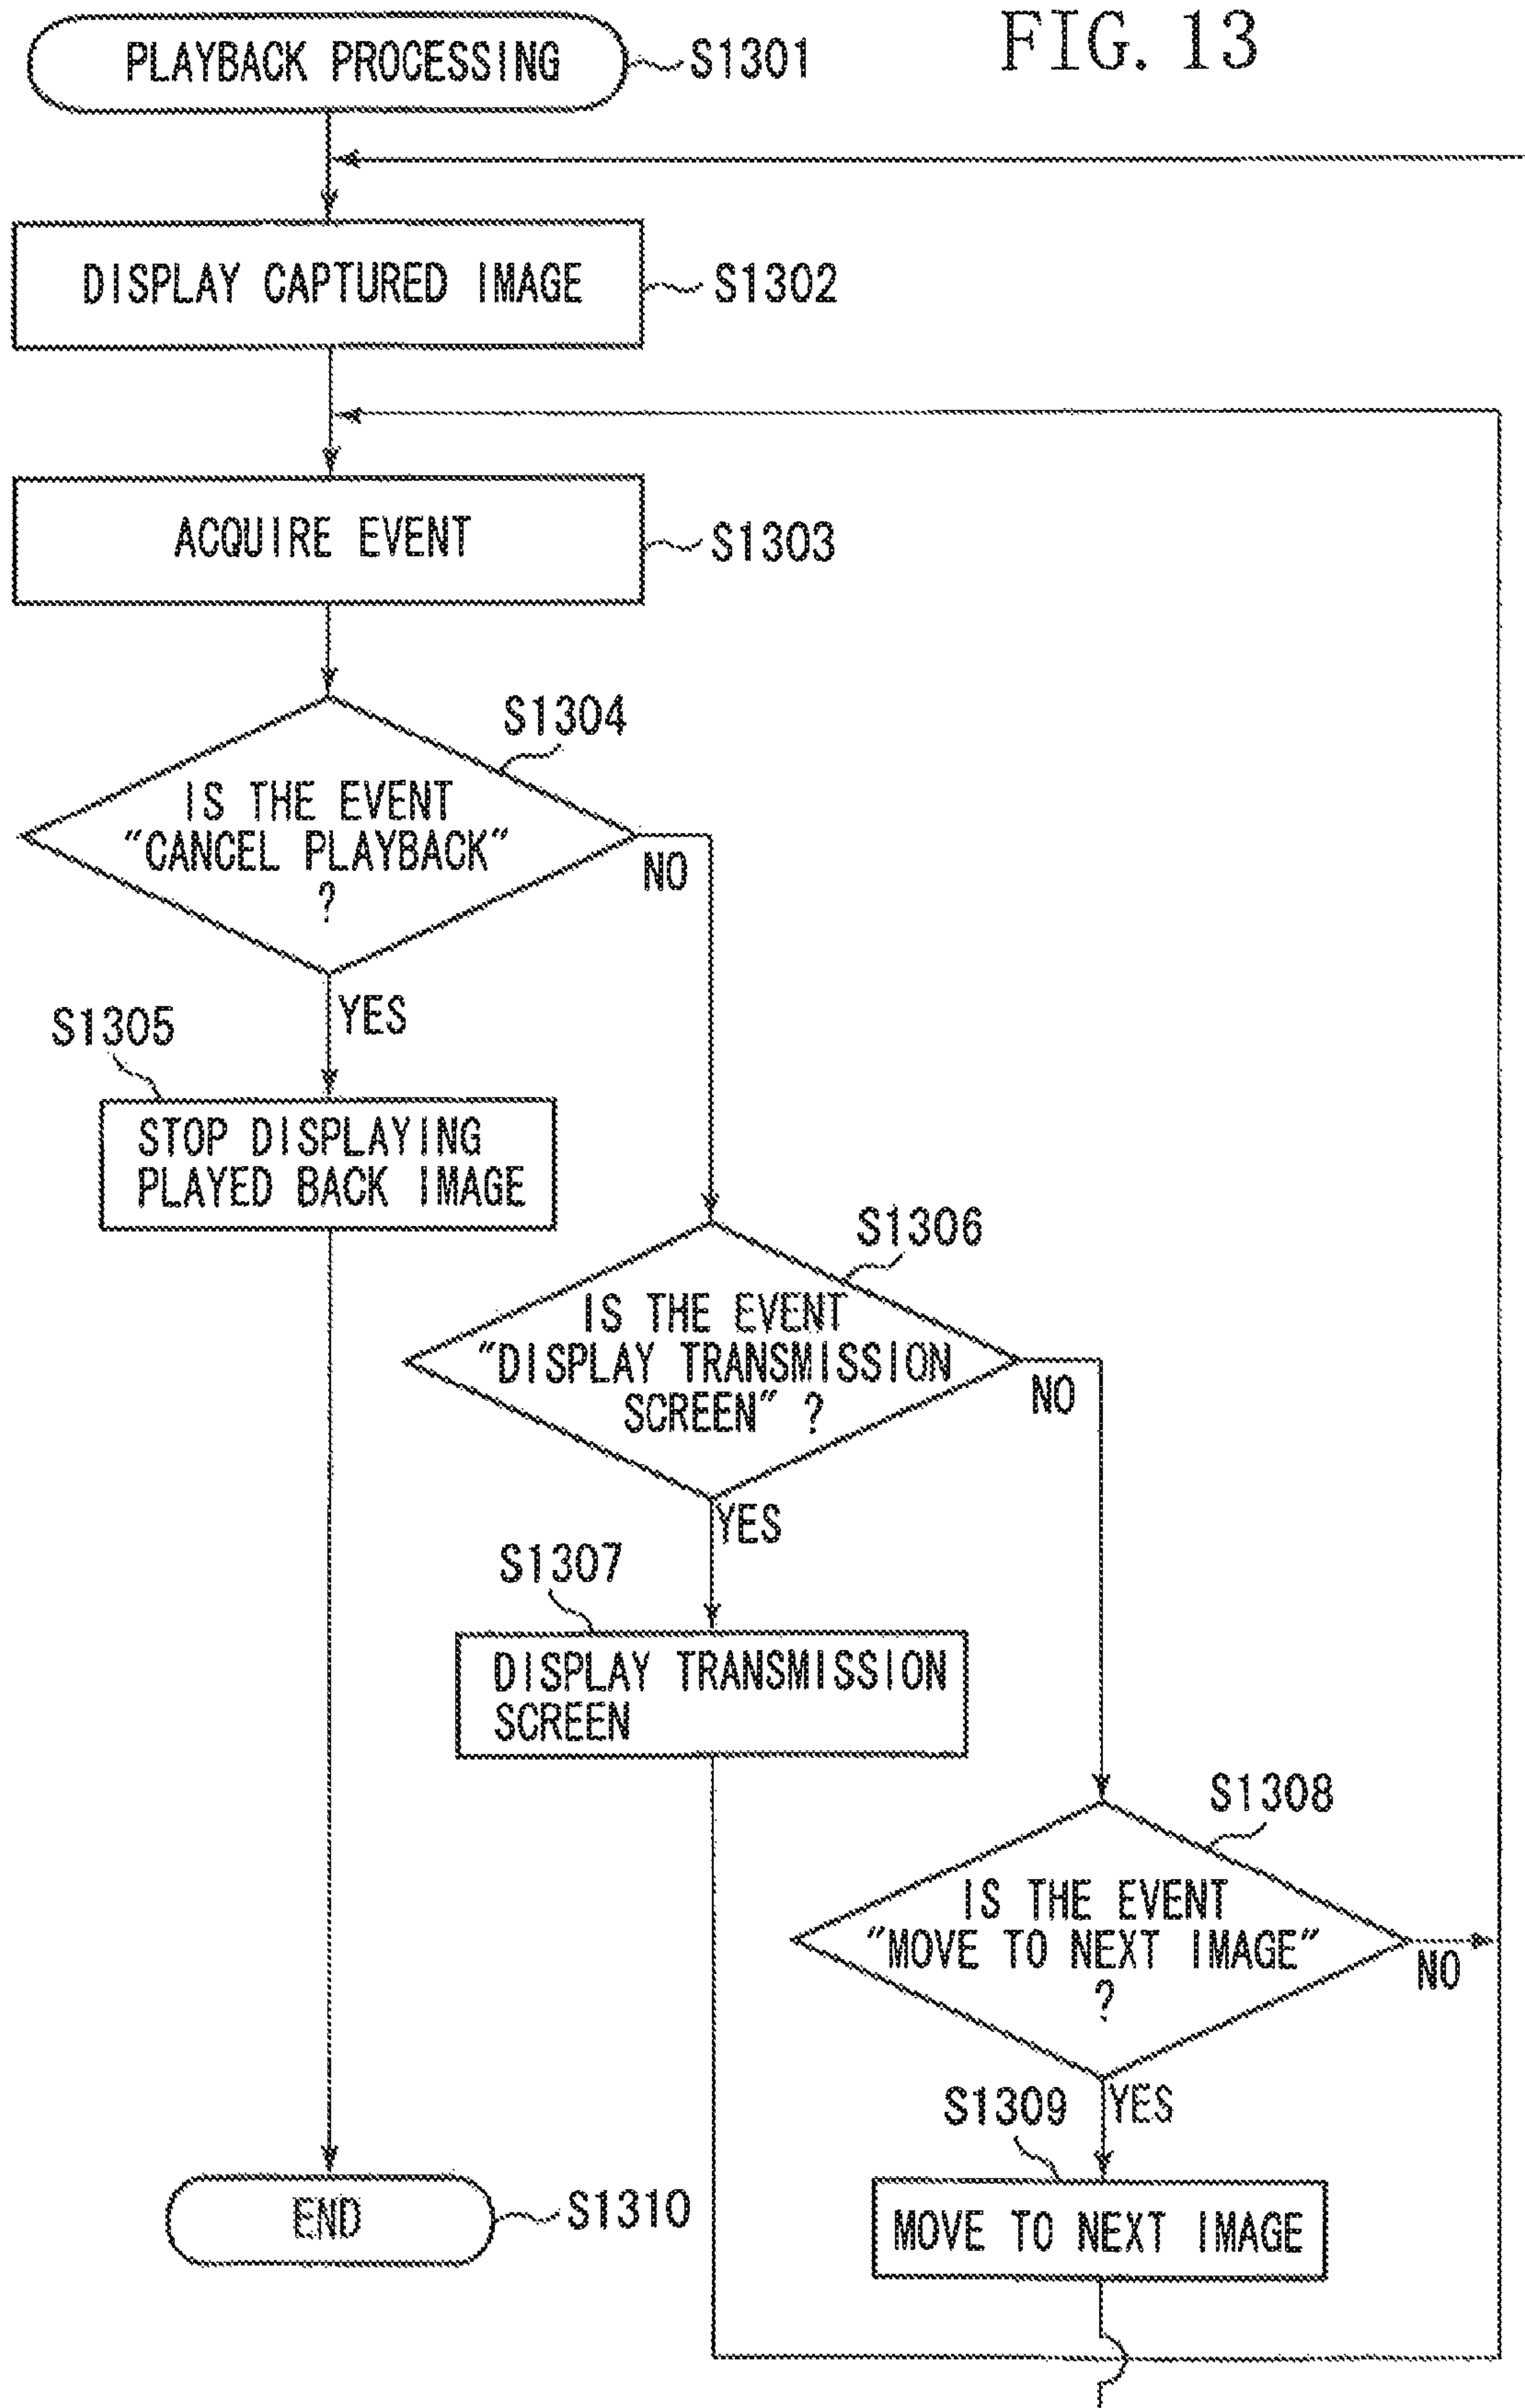 FIG. 13
PLAYBACK PROCESSING
S1301
DISPLAY CAPTURED IMAGE
S1302
ACQUIRE EVENT
S1303
S1304
IS THE EVENT
"CANCEL PLAYBACK"
?
NO
YES
S1305
STOP DISPLAYING
PLAYED BACK IMAGE
S1306
IS THE EVENT
"DISPLAY TRANSMISSION
SCREEN" ?
NO
YES
S1307
DISPLAY TRANSMISSION
SCREEN
S1308
IS THE EVENT
"MOVE TO NEXT IMAGE"
?
NO
YES
S1309
MOVE TO NEXT IMAGE
END
S1310